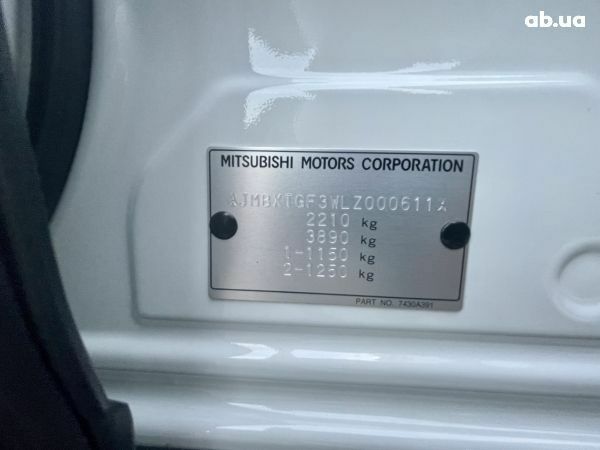 ab.ua
MITSUBISHI MOTORS CORPORATION
JMBXTGF3WLZ000611
2210 kg
3890 kg
1-1150 kg
2-1250 kg
PART NO. 7430A391